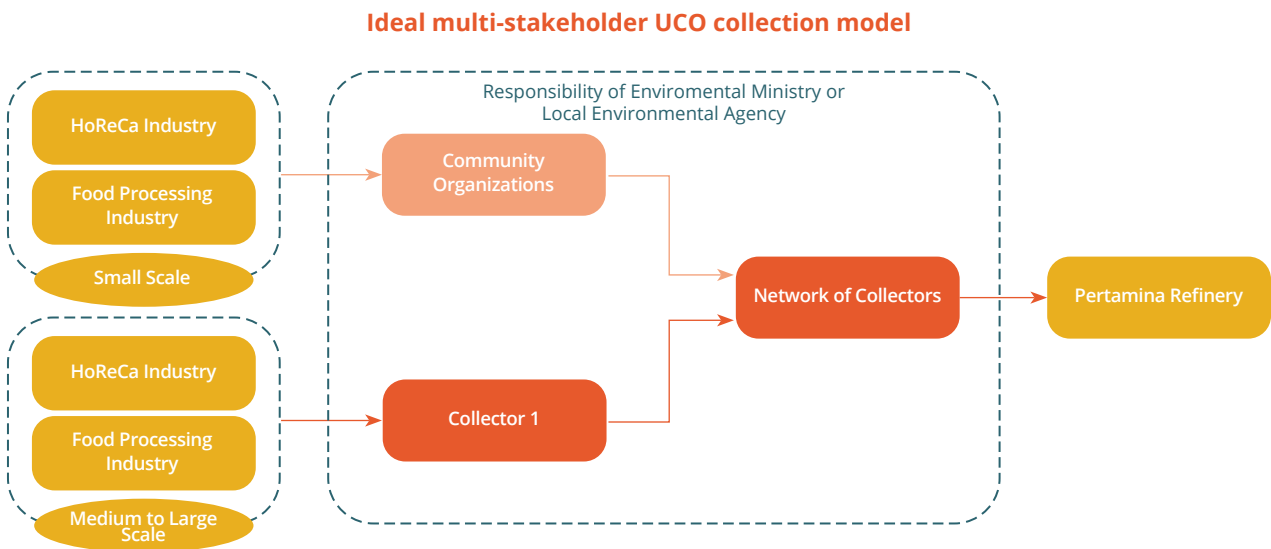 Ideal multi-stakeholder UCO collection model
HoReCa Industry
Food Processing
Industry
Small Scale
HoReCa Industry
Food Processing
Industry
Medium to Large
Scale
Responsibility of Enviromental Ministry or
Local Environmental Agency
Community
Organizations
Collector 1
Network of Collectors
Pertamina Refinery